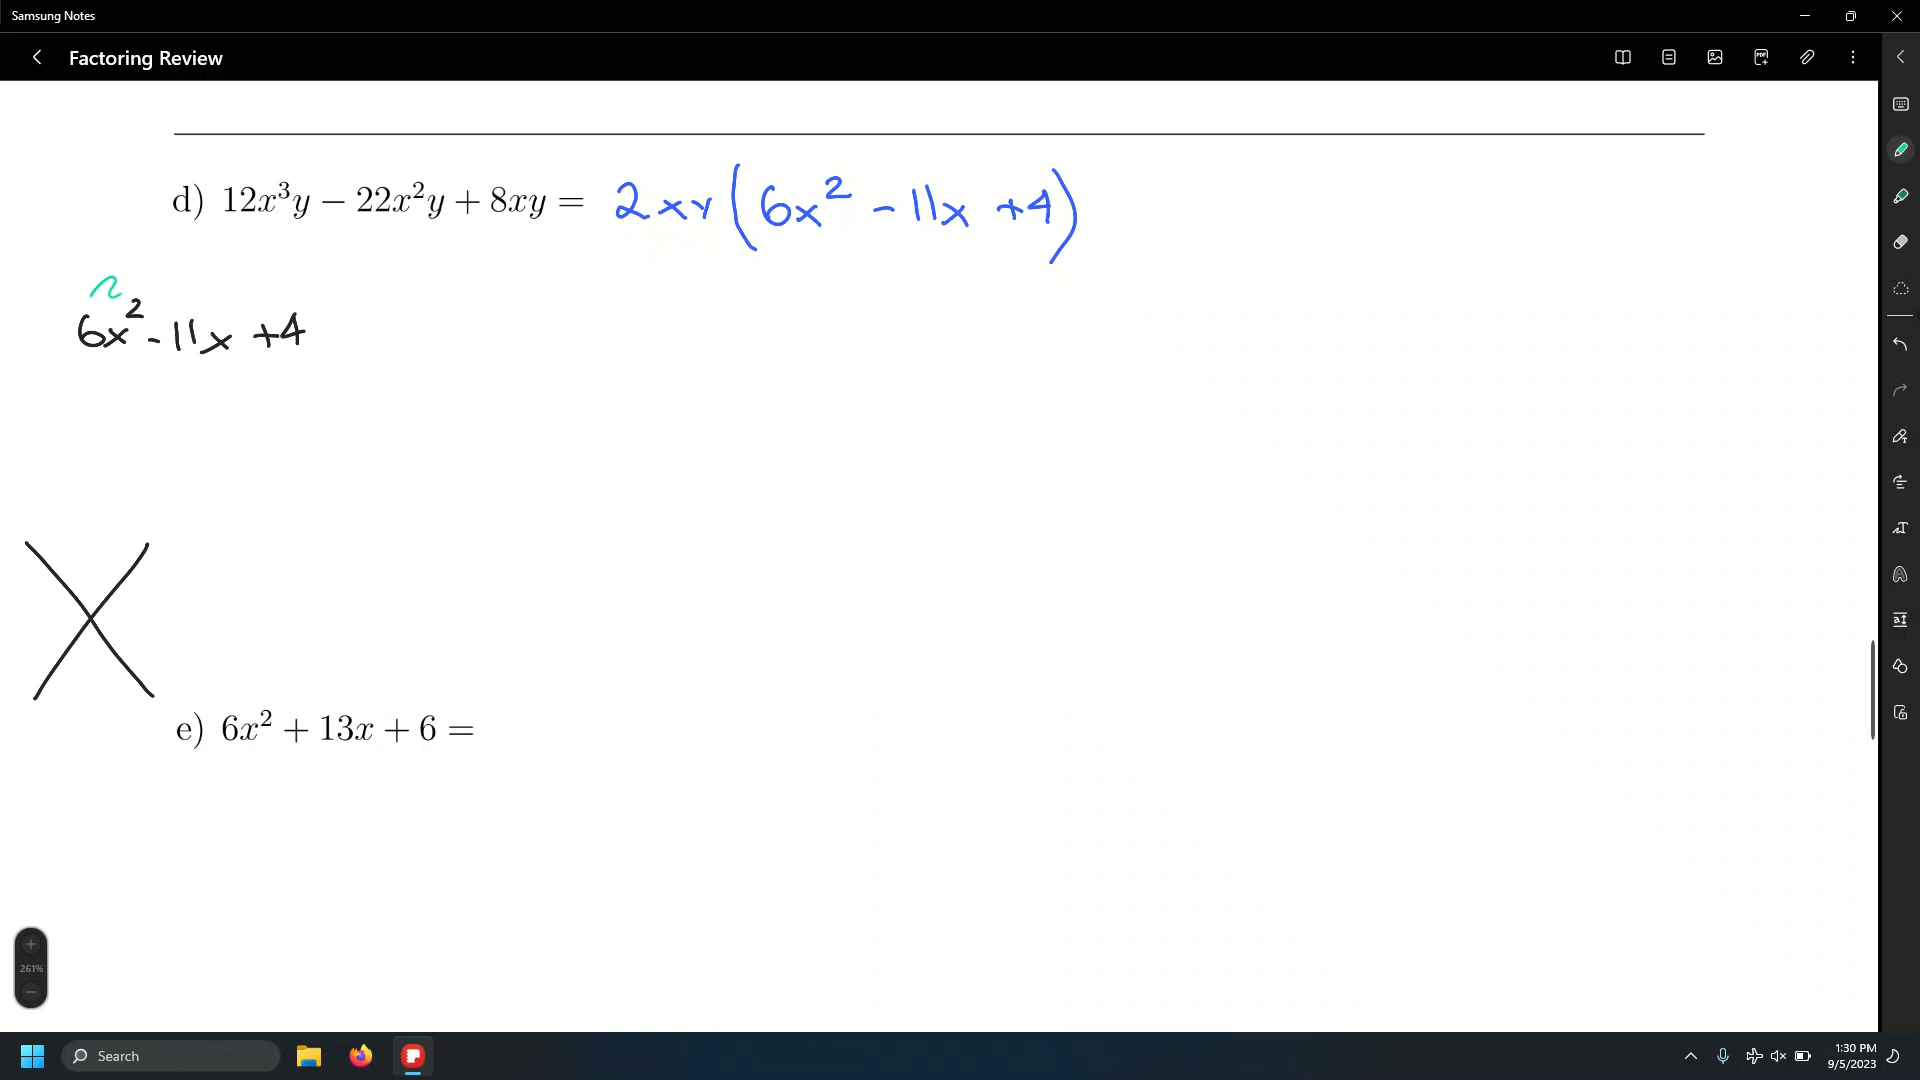 Samsung Notes
Factoring Review
d) 12x³y − 22x²y + 8xy = 2xy(6x² - 11x + 4)
6x² - 11x + 4
e) 6x² + 13x + 6 =
261%
Search
1:30 PM
9/5/2023